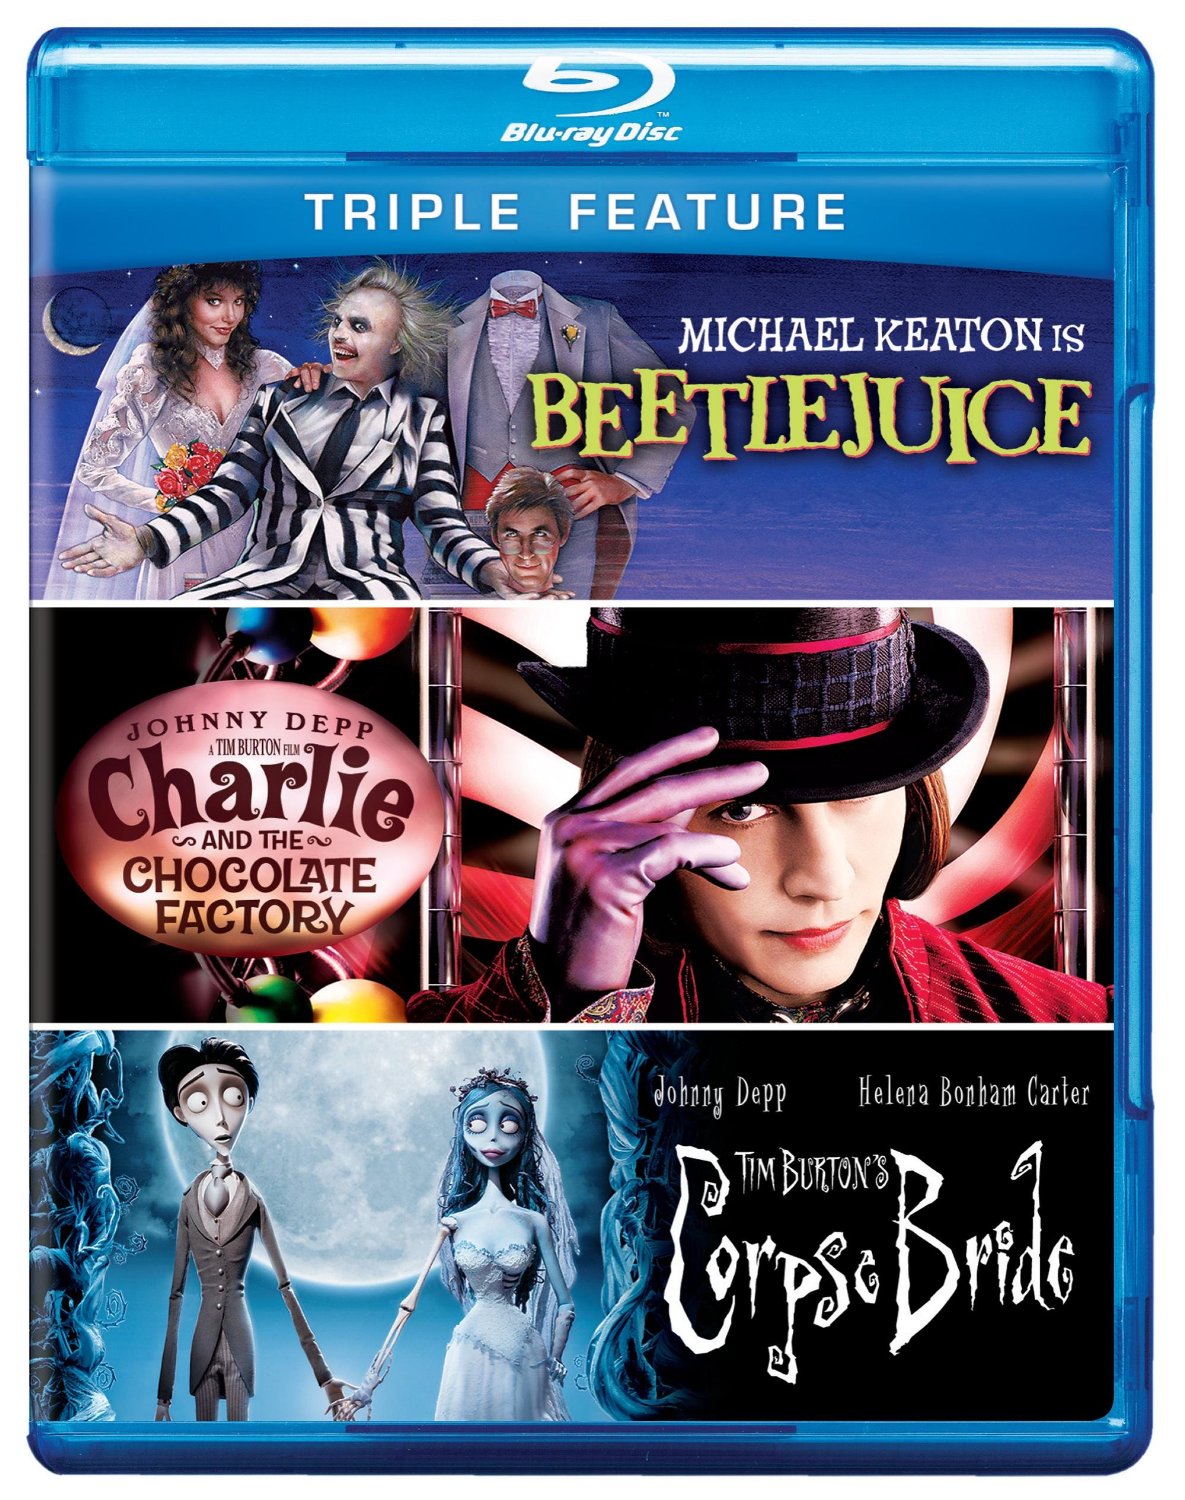 Blu-ray Disc™
TRIPLE FEATURE
MICHAEL KEATON IS
BEETLEJUICE
JOHNNY DEPP
A TIM BURTON FILM
Charlie
AND THE
CHOCOLATE
FACTORY
Johnny Depp Helena Bonham Carter
TIM BURTON'S
Corpse Bride